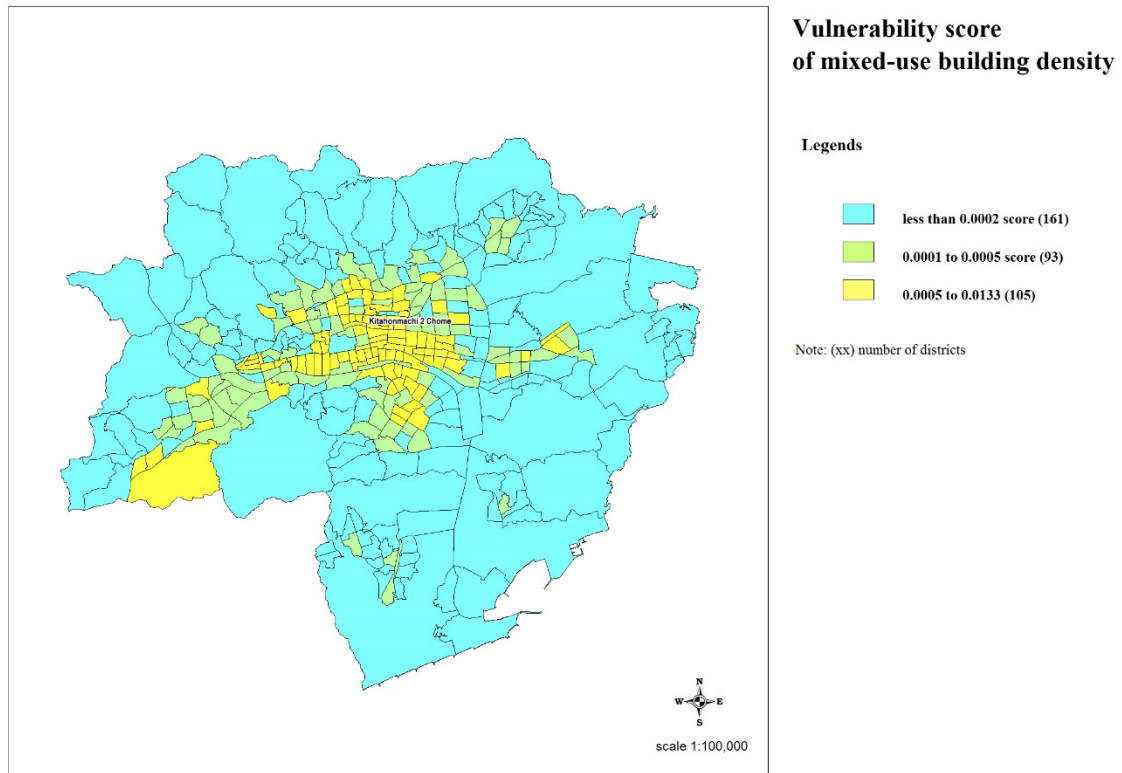 Vulnerability score
of mixed-use building density
Legends
less than 0.0002 score (161)
0.0001 to 0.0005 score (93)
0.0005 to 0.0133 (105)
Note: (xx) number of districts
Kitahonmachi 2 Chome
N
W E
S
scale 1:100,000